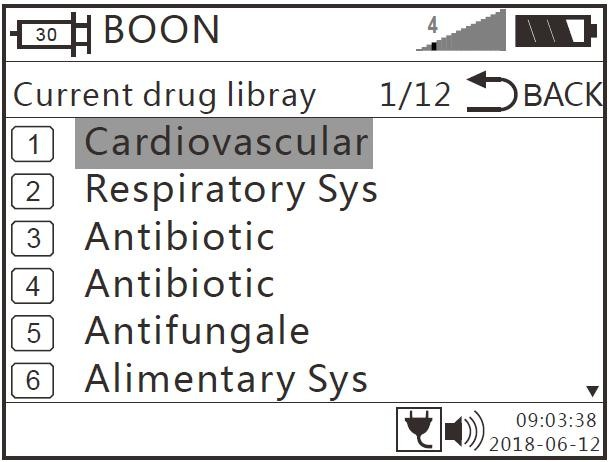 30 BOON 4
Current drug libray 1/12 BACK
1 Cardiovascular
2 Respiratory Sys
3 Antibiotic
4 Antibiotic
5 Antifungale
6 Alimentary Sys
09:03:38
2018-06-12